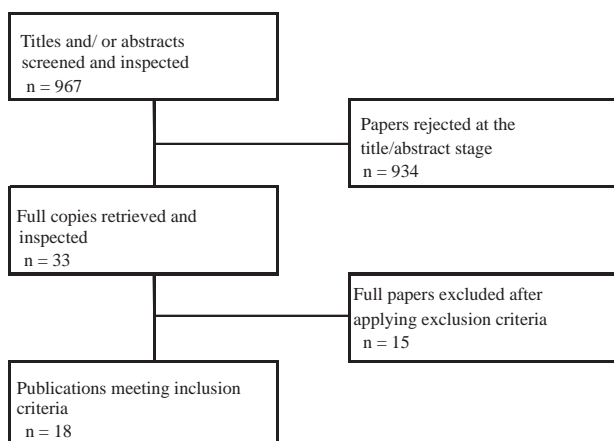 Titles and/ or abstracts
screened and inspected
n = 967
Papers rejected at the
title/abstract stage
n = 934
Full copies retrieved and
inspected
n = 33
Full papers excluded after
applying exclusion criteria
n = 15
Publications meeting inclusion
criteria
n = 18